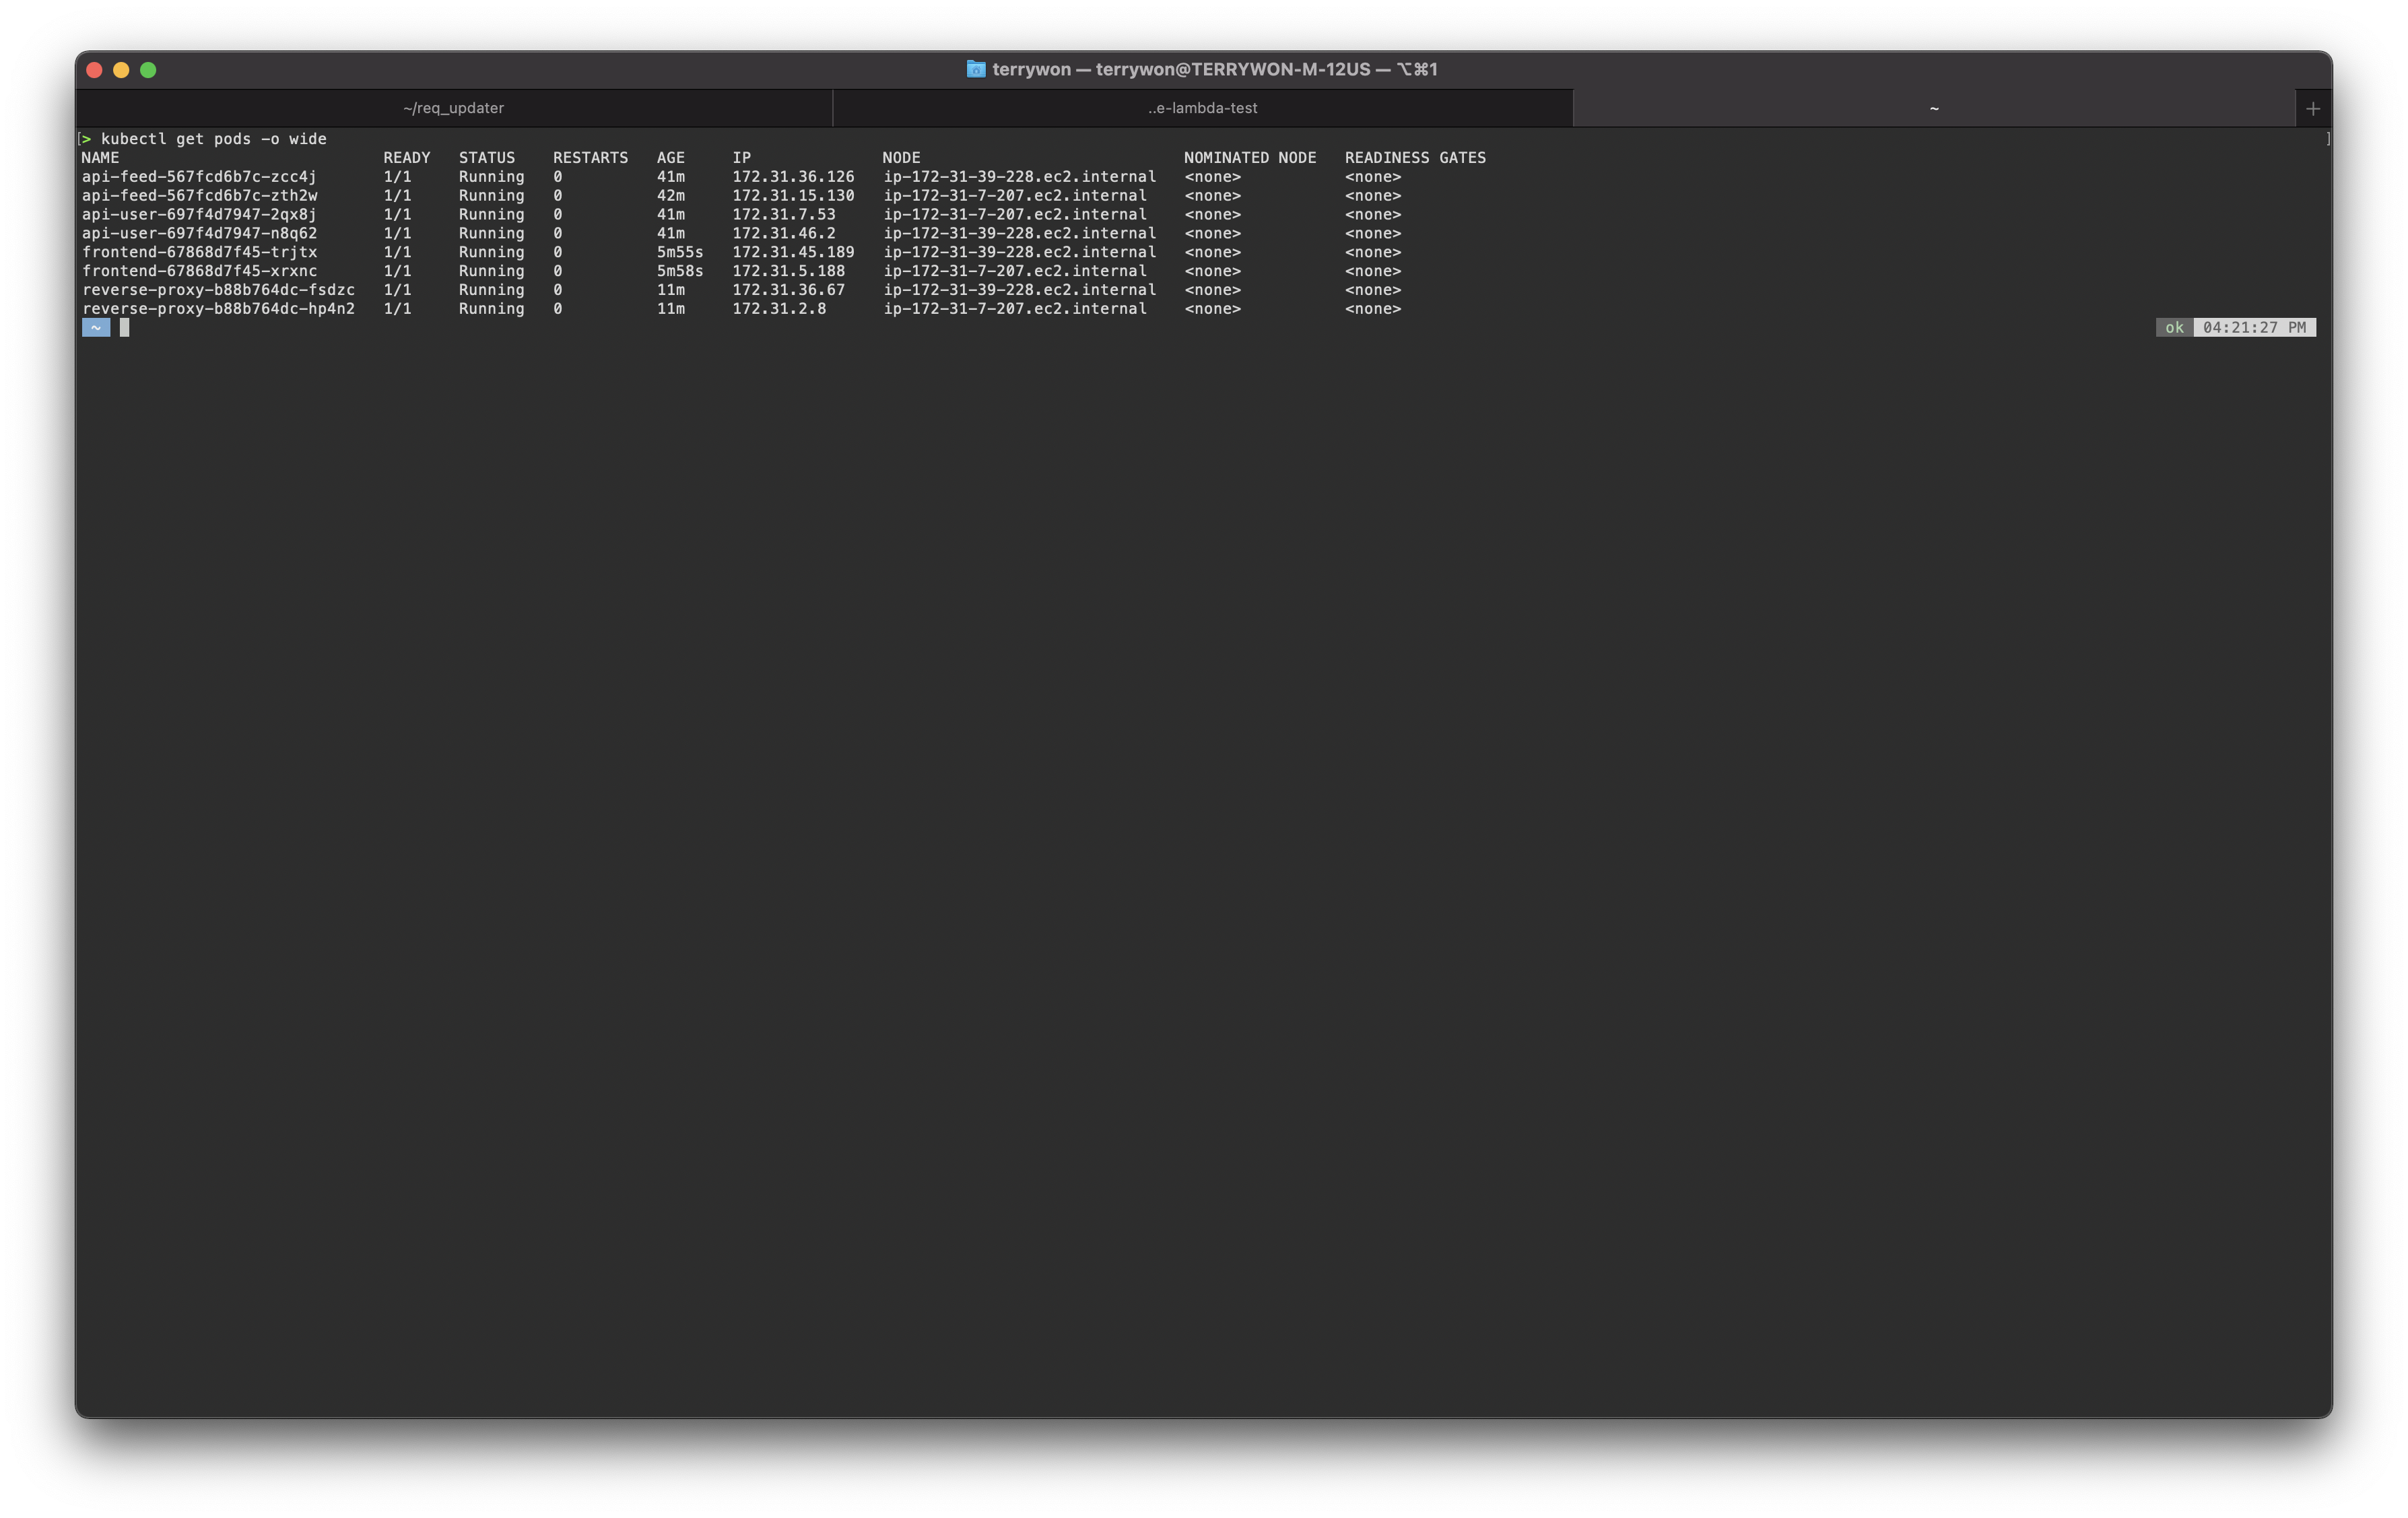 terrywon — terrywon@TERRYWON-M-12US — ⌥⌘1
~/req_updater ..e-lambda-test ~ +
[> kubectl get pods -o wide ]
NAME READY STATUS RESTARTS AGE IP NODE NOMINATED NODE READINESS GATES
api-feed-567fcd6b7c-zcc4j 1/1 Running 0 41m 172.31.36.126 ip-172-31-39-228.ec2.internal <none> <none>
api-feed-567fcd6b7c-zth2w 1/1 Running 0 42m 172.31.15.130 ip-172-31-7-207.ec2.internal <none> <none>
api-user-697f4d7947-2qx8j 1/1 Running 0 41m 172.31.7.53 ip-172-31-7-207.ec2.internal <none> <none>
api-user-697f4d7947-n8q62 1/1 Running 0 41m 172.31.46.2 ip-172-31-39-228.ec2.internal <none> <none>
frontend-67868d7f45-trjtx 1/1 Running 0 5m55s 172.31.45.189 ip-172-31-39-228.ec2.internal <none> <none>
frontend-67868d7f45-xrxnc 1/1 Running 0 5m58s 172.31.5.188 ip-172-31-7-207.ec2.internal <none> <none>
reverse-proxy-b88b764dc-fsdzc 1/1 Running 0 11m 172.31.36.67 ip-172-31-39-228.ec2.internal <none> <none>
reverse-proxy-b88b764dc-hp4n2 1/1 Running 0 11m 172.31.2.8 ip-172-31-7-207.ec2.internal <none> <none>
~ ok 04:21:27 PM